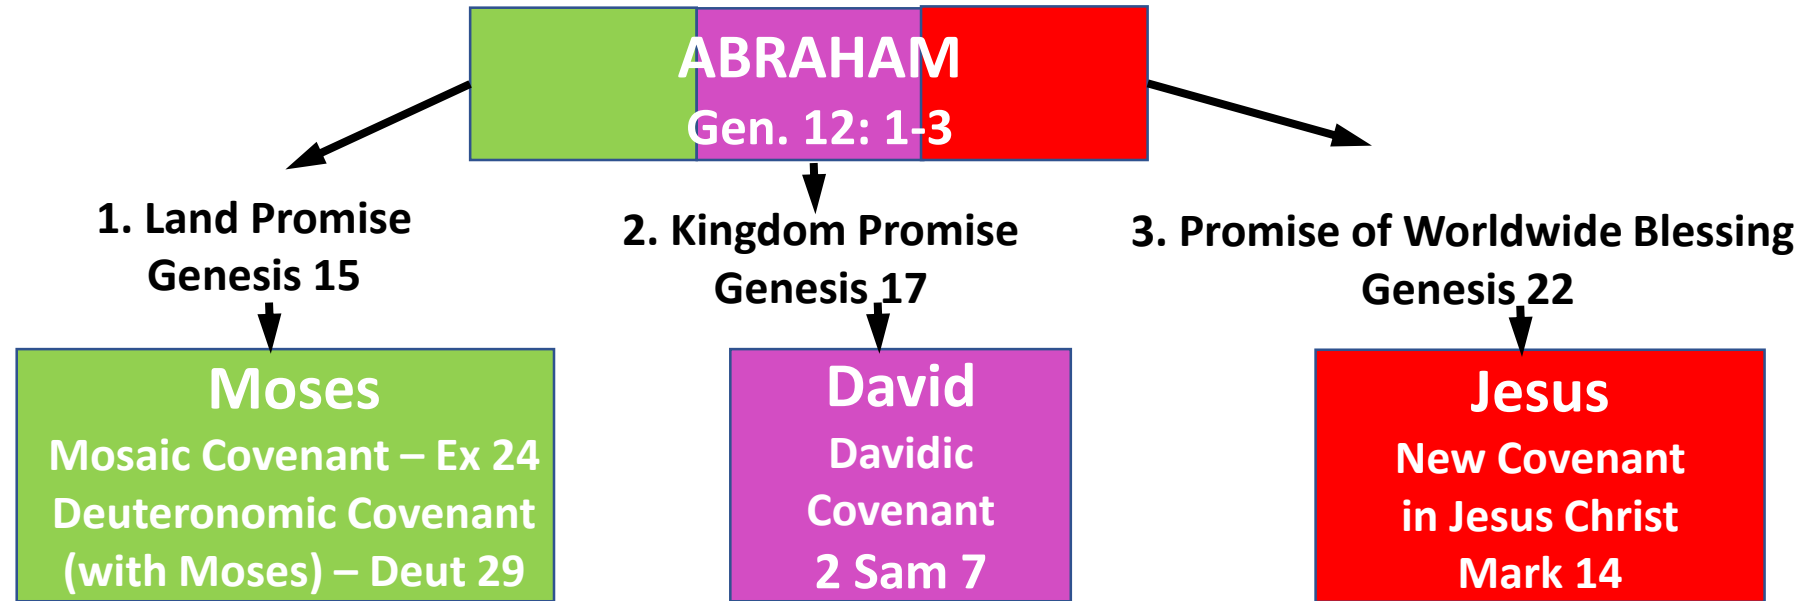 ABRAHAM
Gen. 12: 1-3
1. Land Promise
Genesis 15
2. Kingdom Promise
Genesis 17
3. Promise of Worldwide Blessing
Genesis 22
Moses
Mosaic Covenant – Ex 24
Deuteronomic Covenant
(with Moses) – Deut 29
David
Davidic
Covenant
2 Sam 7
Jesus
New Covenant
in Jesus Christ
Mark 14